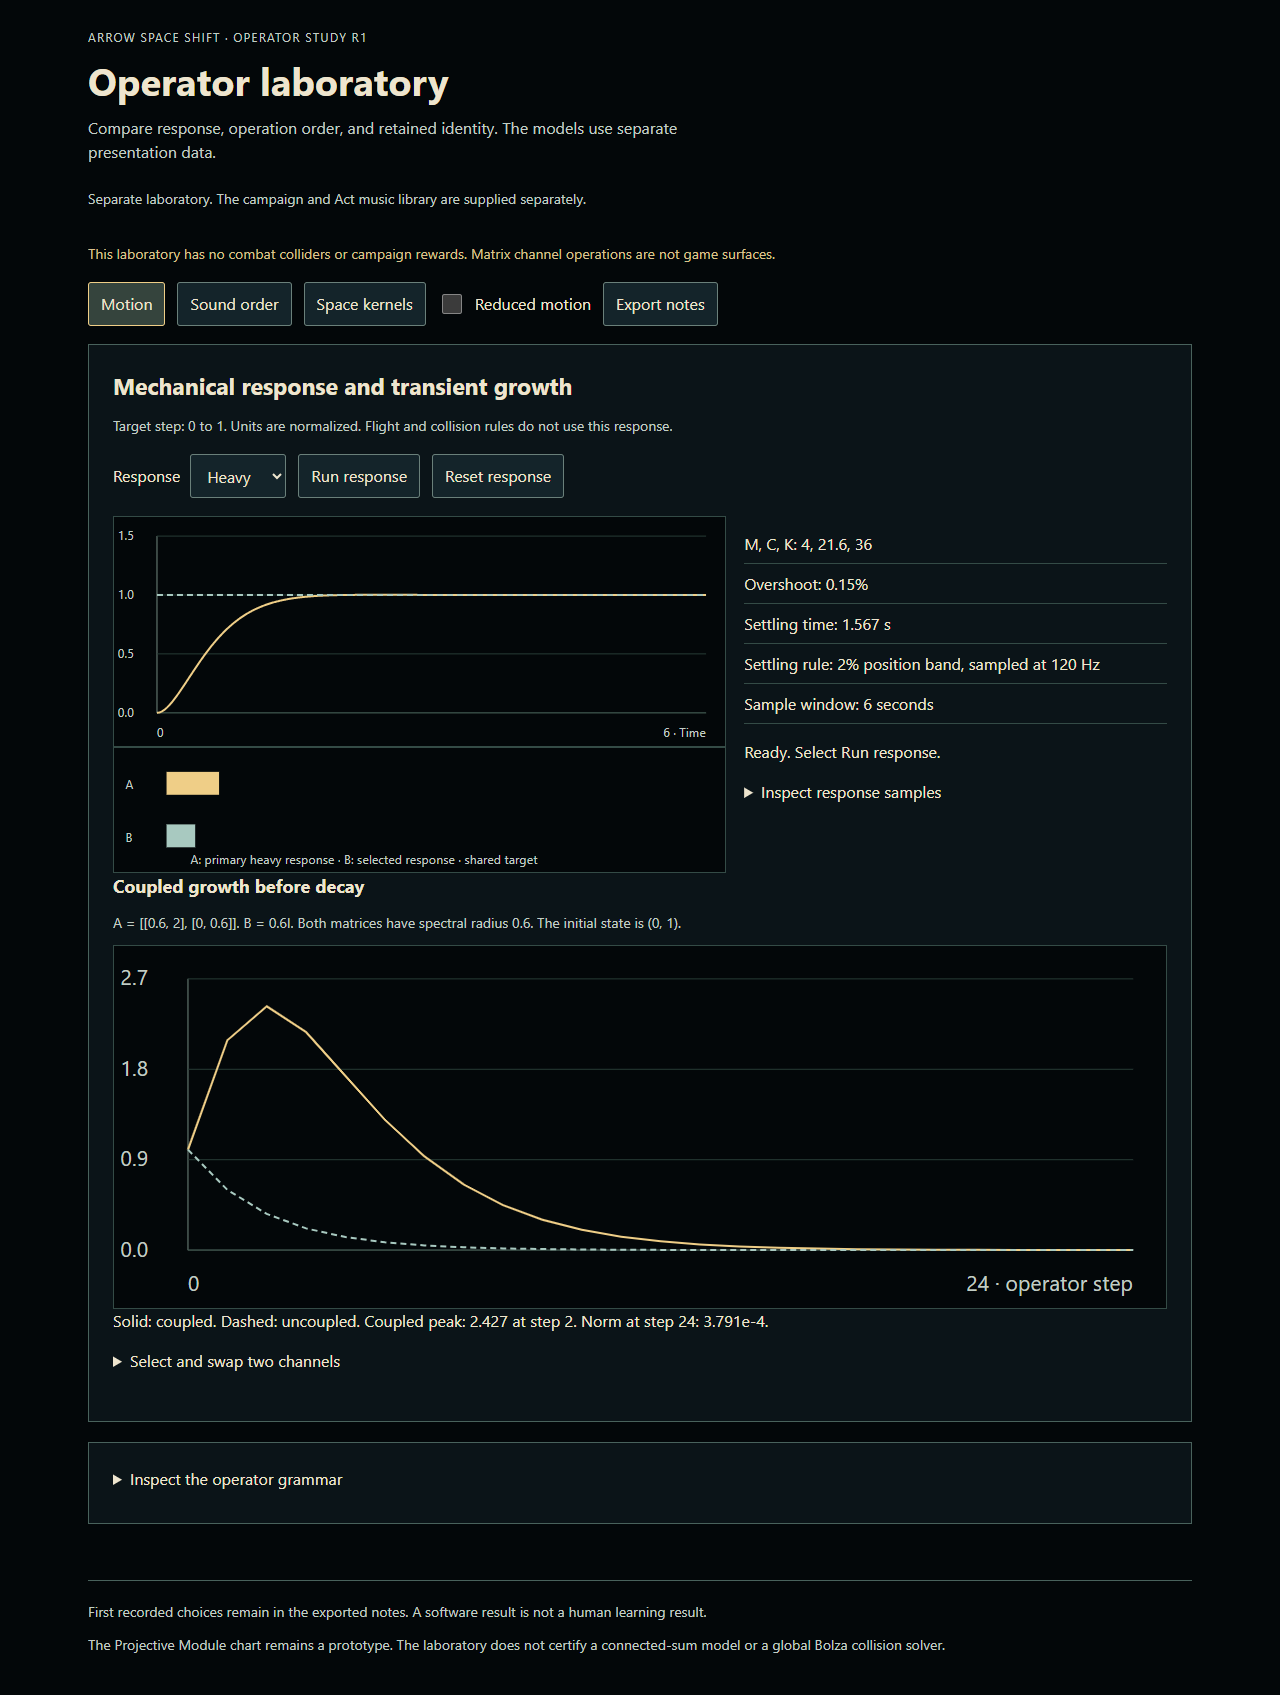 ARROW SPACE SHIFT · OPERATOR STUDY R1
Operator laboratory
Compare response, operation order, and retained identity. The models use separate
presentation data.
Separate laboratory. The campaign and Act music library are supplied separately.
This laboratory has no combat colliders or campaign rewards. Matrix channel operations are not game surfaces.
Motion
Sound order
Space kernels
Reduced motion
Export notes
Mechanical response and transient growth
Target step: 0 to 1. Units are normalized. Flight and collision rules do not use this response.
Response
Heavy
Run response
Reset response
1.5
1.0
0.5
0.0
0
6 · Time
A
B
A: primary heavy response · B: selected response · shared target
M, C, K: 4, 21.6, 36
Overshoot: 0.15%
Settling time: 1.567 s
Settling rule: 2% position band, sampled at 120 Hz
Sample window: 6 seconds
Ready. Select Run response.
Inspect response samples
Coupled growth before decay
A = [[0.6, 2], [0, 0.6]]. B = 0.6I. Both matrices have spectral radius 0.6. The initial state is (0, 1).
2.7
1.8
0.9
0.0
0
24 · operator step
Solid: coupled. Dashed: uncoupled. Coupled peak: 2.427 at step 2. Norm at step 24: 3.791e-4.
Select and swap two channels
Inspect the operator grammar
First recorded choices remain in the exported notes. A software result is not a human learning result.
The Projective Module chart remains a prototype. The laboratory does not certify a connected-sum model or a global Bolza collision solver.